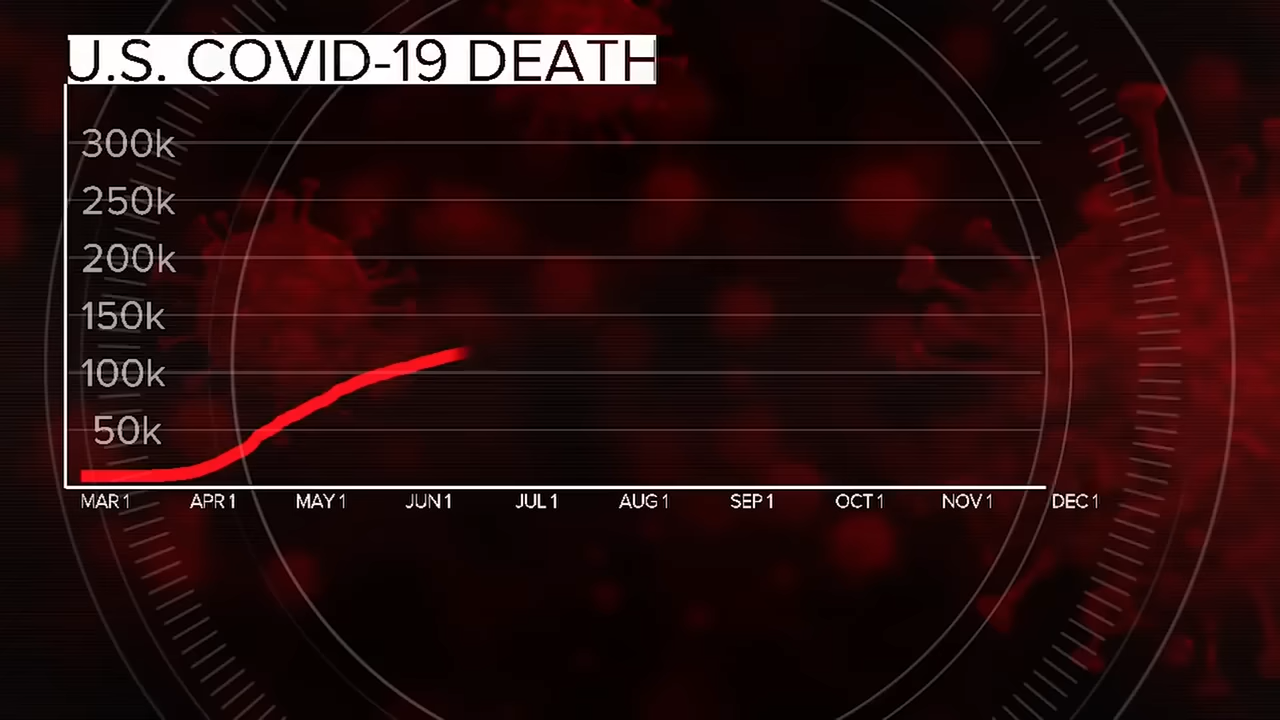 U.S. COVID-19 DEATH
300k
250k
200k
150k
100k
50k
MAR 1 APR 1 MAY 1 JUN 1 JUL 1 AUG 1 SEP 1 OCT 1 NOV 1 DEC 1